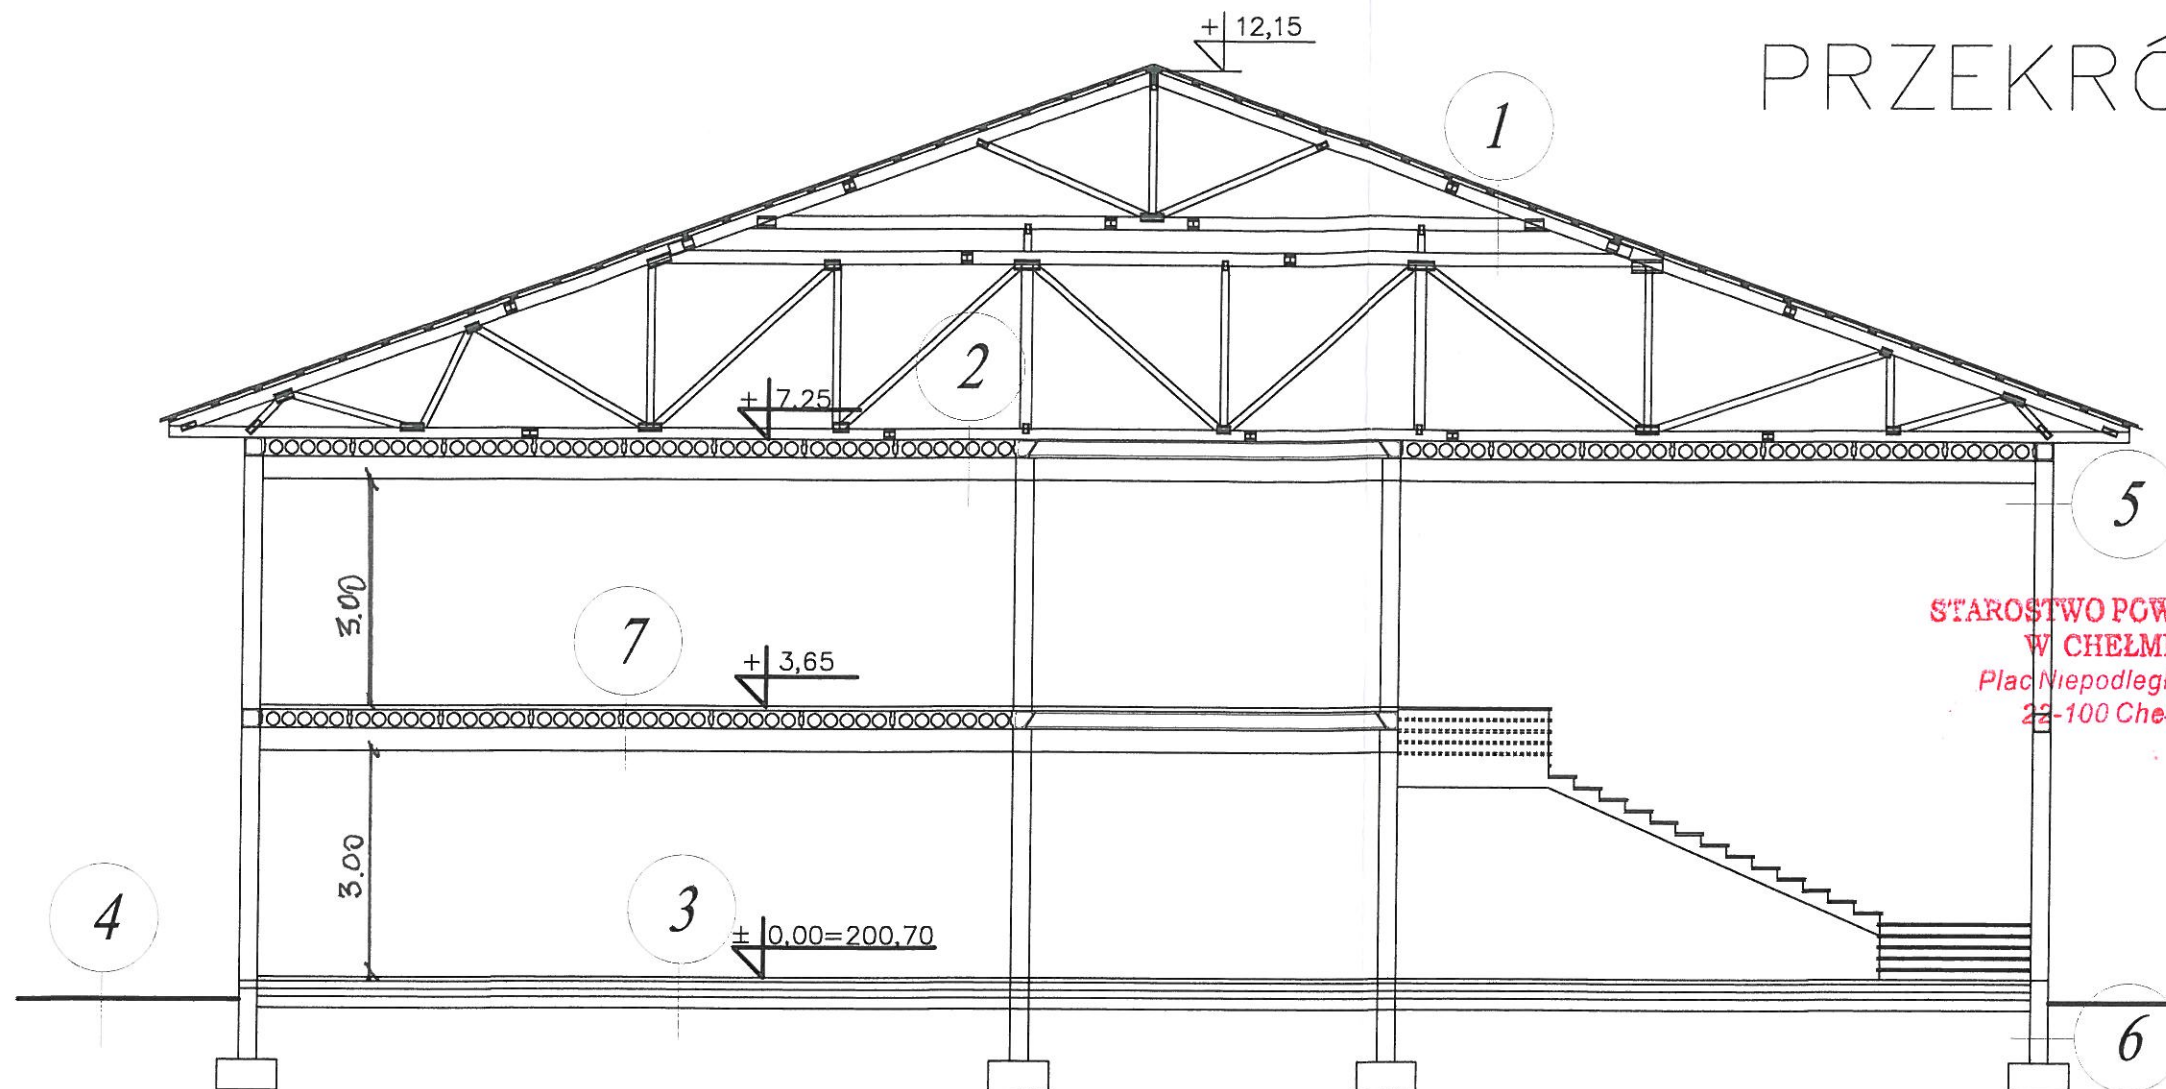 + 12,15
PRZEKRÓ
1
2
+ 7,25
5
3.00
7
+ 3,65
STAROSTWO POW
W CHEŁM
Plac Niepodleg
22-100 Che
3.00
4
3
± 0,00=200,70
6